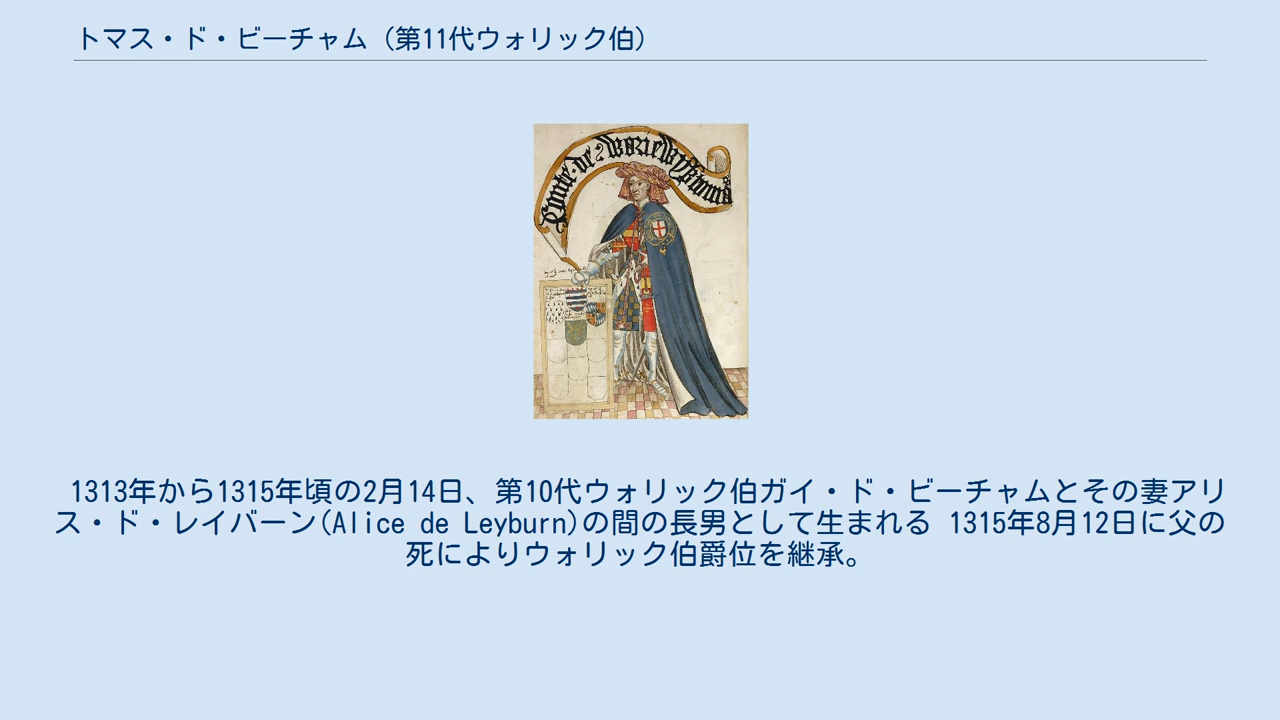 トマス・ド・ビーチャム（第11代ウォリック伯）
1313年から1315年頃の2月14日、第10代ウォリック伯ガイ・ド・ビーチャムとその妻アリ
ス・ド・レイバーン(Alice de Leyburn)の間の長男として生まれる 1315年8月12日に父の
死によりウォリック伯爵位を継承。